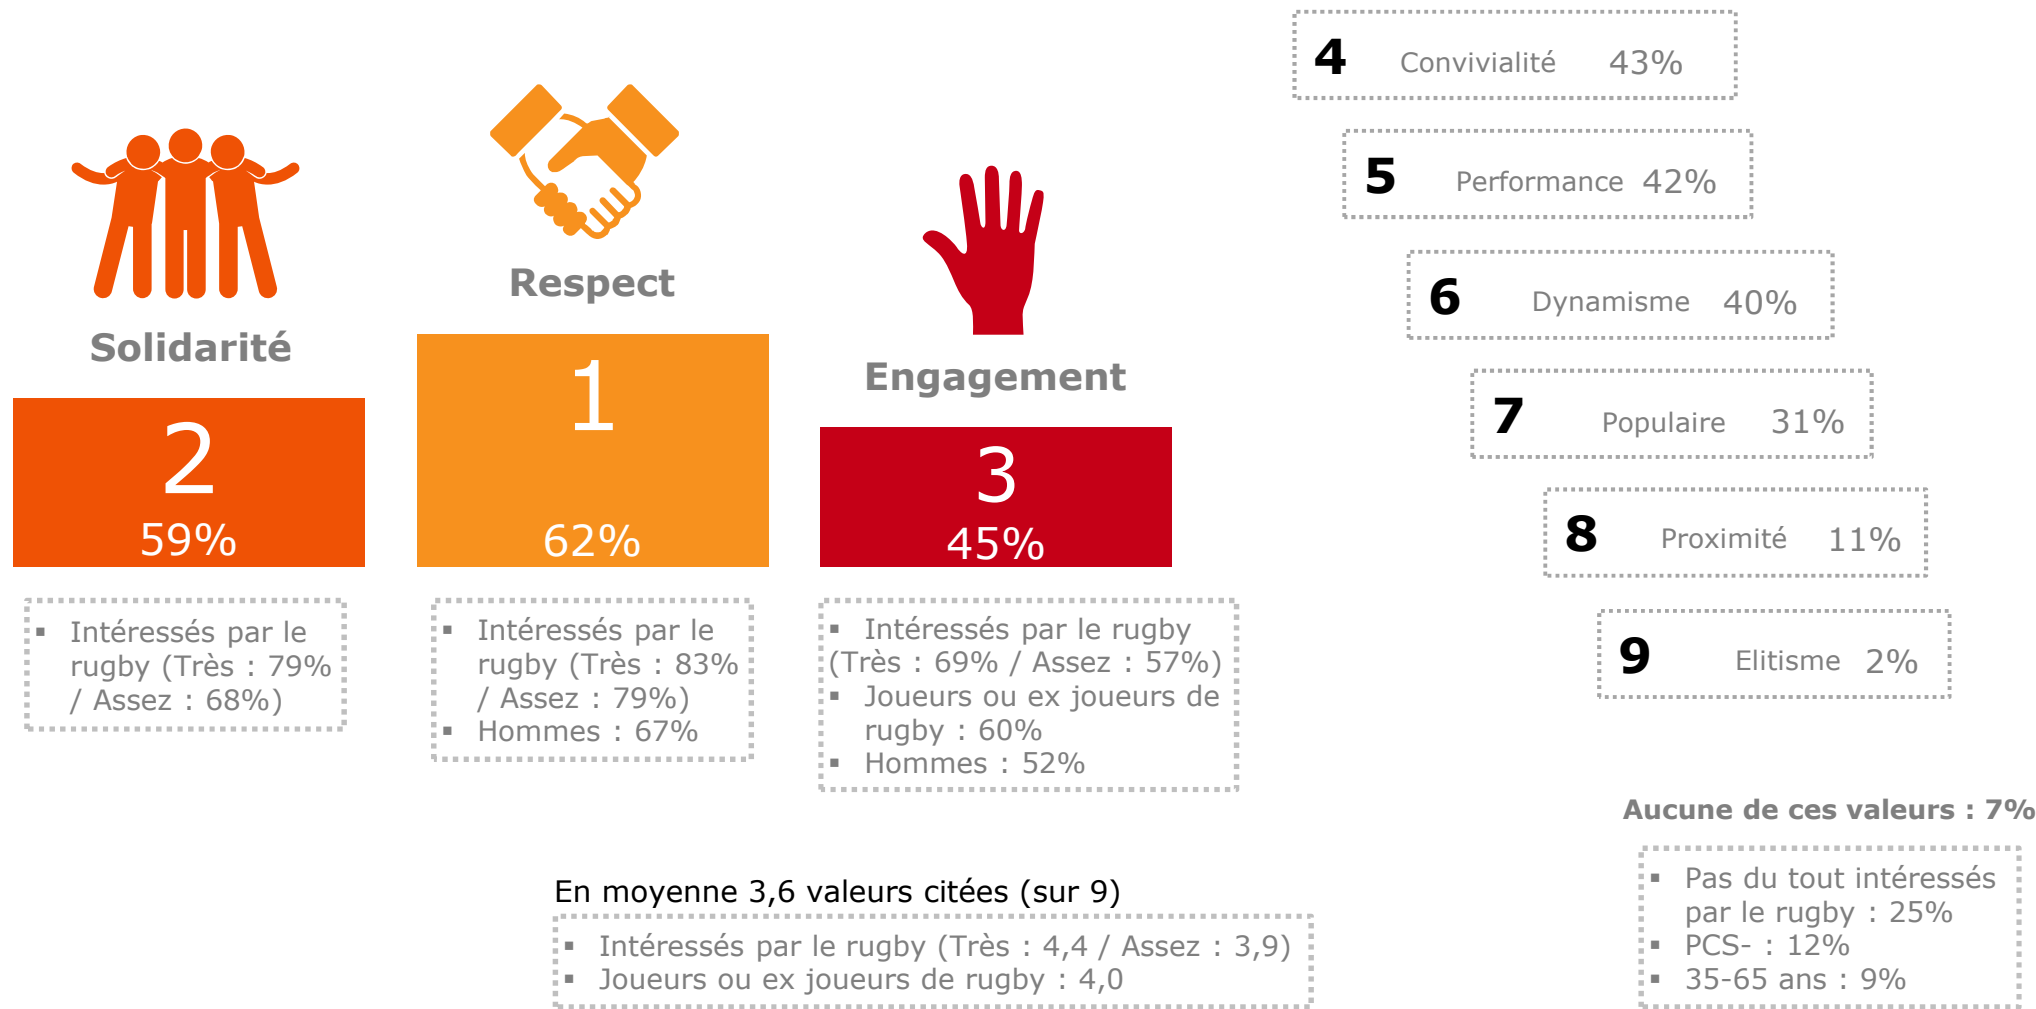 Solidarité
2
59%
▪ Intéressés par le
rugby (Très : 79%
/ Assez : 68%)
Respect
1
62%
▪ Intéressés par le
rugby (Très : 83%
/ Assez : 79%)
▪ Hommes : 67%
Engagement
3
45%
▪ Intéressés par le rugby
(Très : 69% / Assez : 57%)
▪ Joueurs ou ex joueurs de
rugby : 60%
▪ Hommes : 52%
4 Convivialité 43%
5 Performance 42%
6 Dynamisme 40%
7 Populaire 31%
8 Proximité 11%
9 Elitisme 2%
Aucune de ces valeurs : 7%
▪ Pas du tout intéressés
par le rugby : 25%
▪ PCS- : 12%
▪ 35-65 ans : 9%
En moyenne 3,6 valeurs citées (sur 9)
▪ Intéressés par le rugby (Très : 4,4 / Assez : 3,9)
▪ Joueurs ou ex joueurs de rugby : 4,0